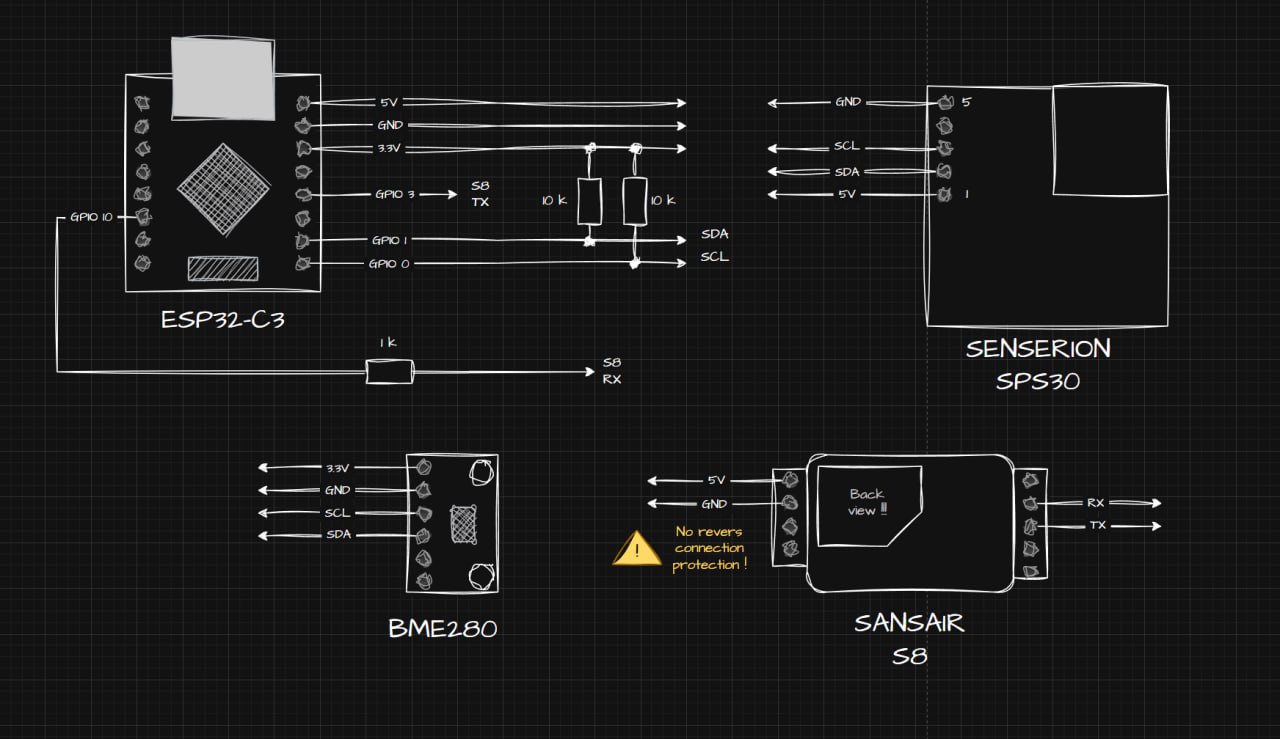 5V
GND
3.3V
GPIO 3
S8
TX
10 k
10 k
GPIO 10
GPIO 1
SDA
GPIO 0
SCL
ESP32-C3
1 k
S8
RX
GND
5
SCL
SDA
5V
1
SENSERION
SPS30
3.3V
GND
SCL
SDA
BME280
5V
GND
!
No revers
connection
protection !
Back
view !!!
RX
TX
SANSAIR
S8